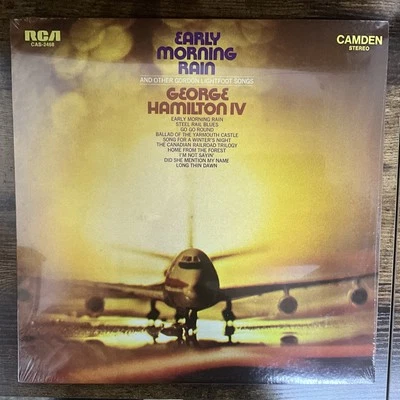 RCA
CAS-2468
CAMDEN
STEREO
EARLY
MORNING
RAIN
AND OTHER GORDON LIGHTFOOT SONGS
GEORGE
HAMILTON IV
EARLY MORNING RAIN
STEEL RAIL BLUES
GO GO ROUND
BALLAD OF THE YARMOUTH CASTLE
SONG FOR A WINTER'S NIGHT
THE CANADIAN RAILROAD TRILOGY
HOME FROM THE FOREST
I'M NOT SAYIN'
DID SHE MENTION MY NAME
LONG THIN DAWN